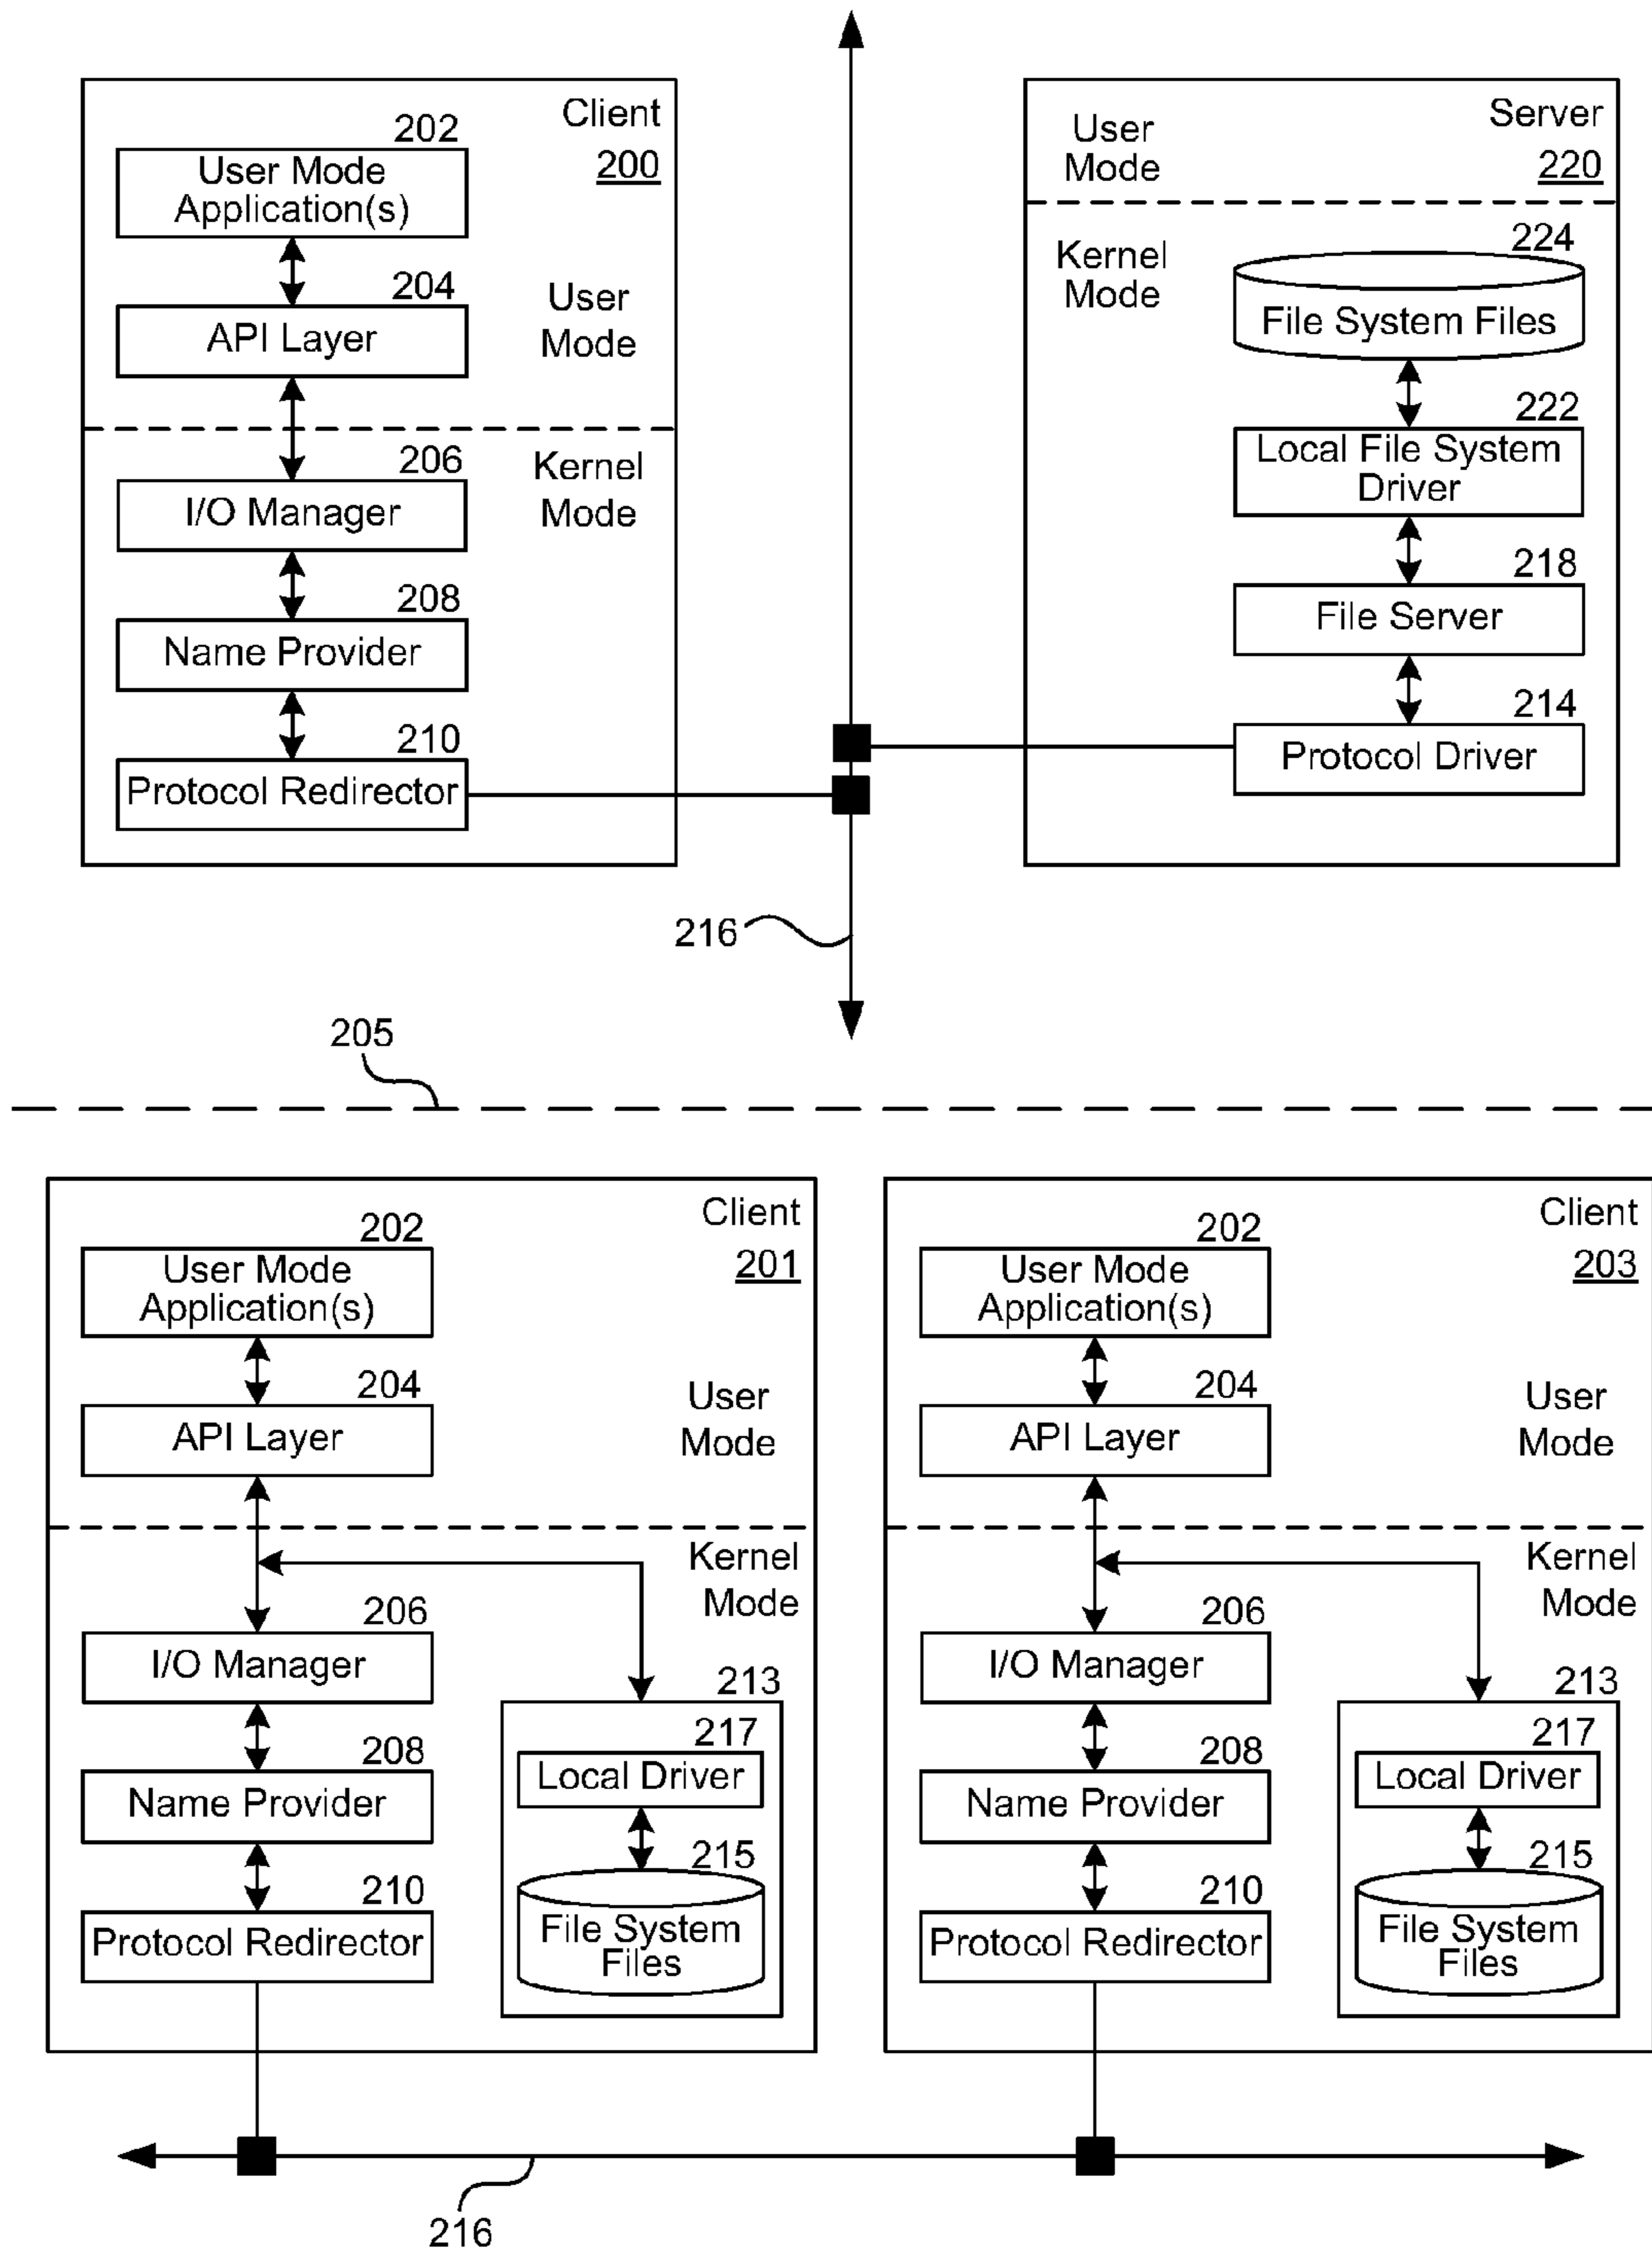 Client
200
202
User Mode
Application(s)
204
API Layer
User
Mode
206
I/O Manager
Kernel
Mode
208
Name Provider
210
Protocol Redirector
Server
220
User
Mode
Kernel
Mode
224
File System Files
222
Local File System
Driver
218
File Server
214
Protocol Driver
216
205
Client
201
202
User Mode
Application(s)
204
API Layer
User
Mode
Kernel
Mode
206
I/O Manager
208
Name Provider
210
Protocol Redirector
213
217
Local Driver
215
File System
Files
Client
203
202
User Mode
Application(s)
204
API Layer
User
Mode
Kernel
Mode
206
I/O Manager
208
Name Provider
210
Protocol Redirector
213
217
Local Driver
215
File System
Files
216